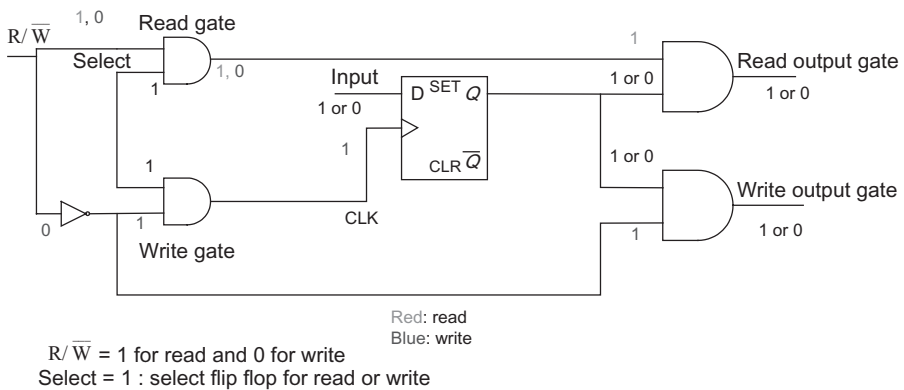 1, 0
Read gate
R/ W̅
Select
1
1, 0
1
Read output gate
1 or 0
1 or 0
Input
1 or 0
D SET Q
CLR Q̅
1
CLK
1
0
1
Write gate
1 or 0
Write output gate
1
1 or 0
Red: read
Blue: write
R/ W̅ = 1 for read and 0 for write
Select = 1 : select flip flop for read or write